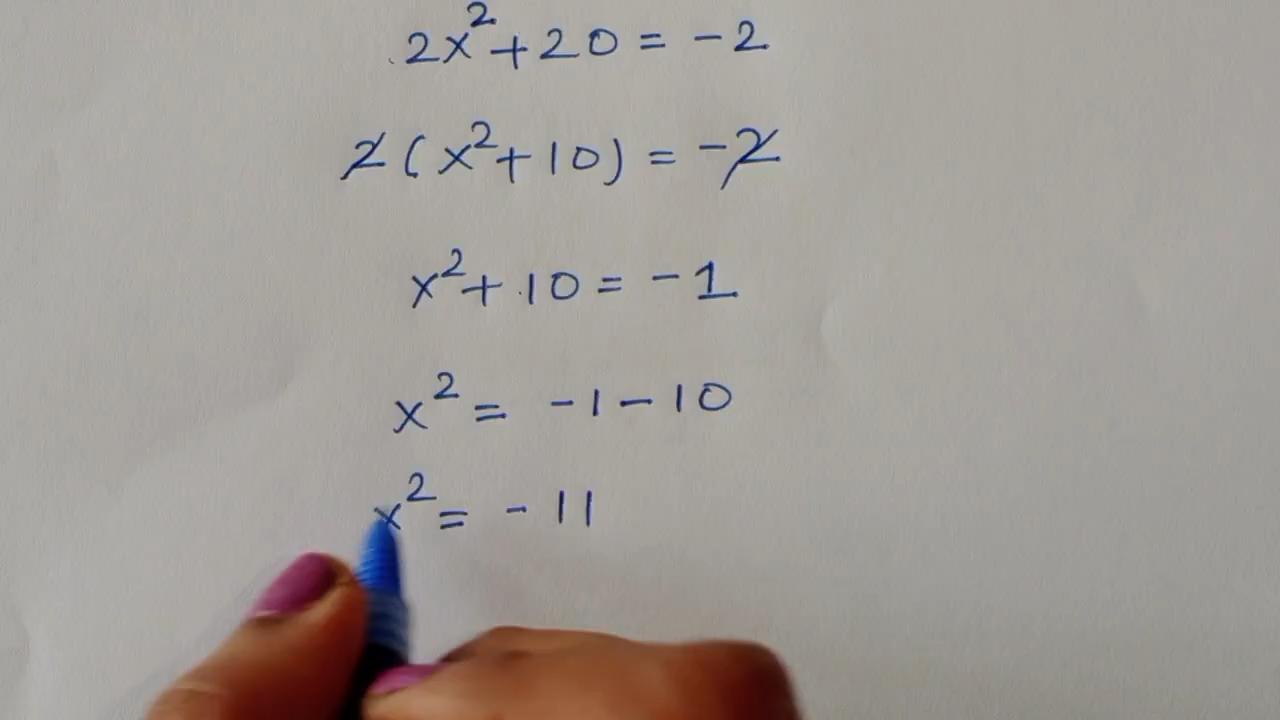 2x²+20=-2
2(x²+10)=-2
x²+10=-1
x²=-1-10
x²=-11